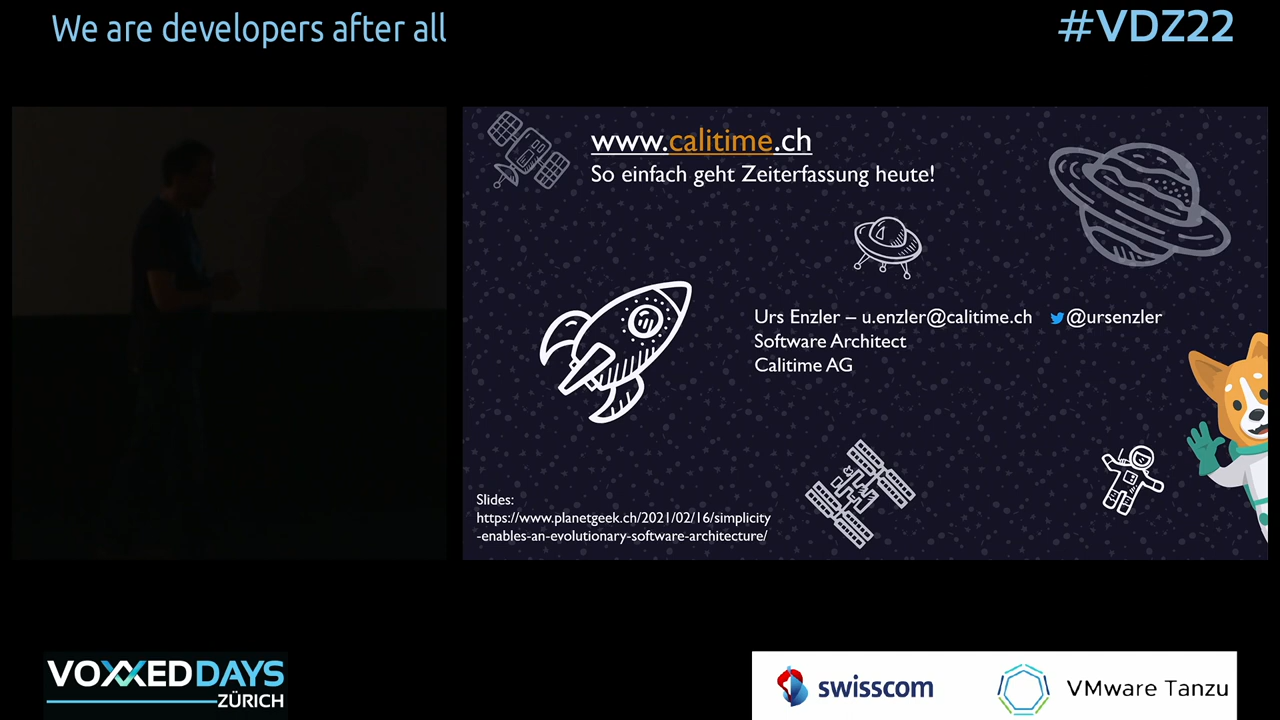 We are developers after all
#VDZ22
www.calitime.ch
So einfach geht Zeiterfassung heute!
Urs Enzler – u.enzler@calitime.ch @ursenzler
Software Architect
Calitime AG
Slides:
https://www.planetgeek.ch/2021/02/16/simplicity
-enables-an-evolutionary-software-architecture/
VOXXED DAYS
ZÜRICH
swisscom
VMware Tanzu